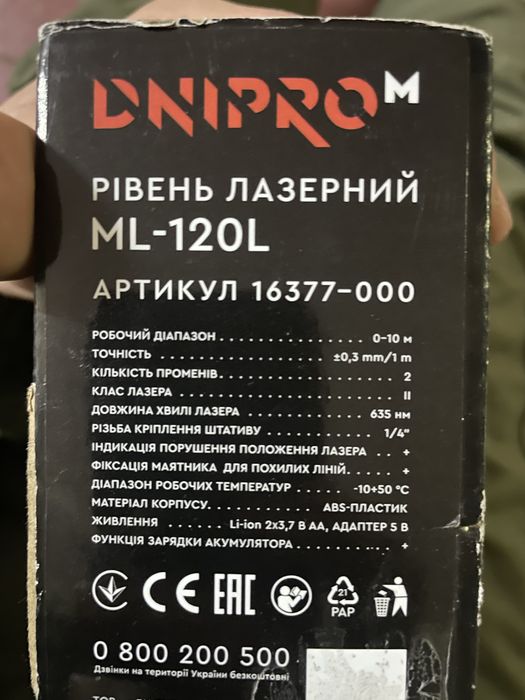 DNIPRO M
РІВЕНЬ ЛАЗЕРНИЙ
ML-120L
АРТИКУЛ 16377-000
РОБОЧИЙ ДІАПАЗОН . . . . . . . . . . . . . . . . . 0-10 м
ТОЧНІСТЬ . . . . . . . . . . . . . . . . . . . . ±0,3 mm/1 m
КІЛЬКІСТЬ ПРОМЕНІВ. . . . . . . . . . . . . . . . . . . . 2
КЛАС ЛАЗЕРА . . . . . . . . . . . . . . . . . . . . . . . . II
ДОВЖИНА ХВИЛІ ЛАЗЕРА . . . . . . . . . . . . . 635 нм
РІЗЬБА КРІПЛЕННЯ ШТАТИВУ . . . . . . . . . . . . 1/4"
ІНДИКАЦІЯ ПОРУШЕННЯ ПОЛОЖЕННЯ ЛАЗЕРА . . +
ФІКСАЦІЯ МАЯТНИКА ДЛЯ ПОХИЛИХ ЛІНІЙ. . . . . +
ДІАПАЗОН РОБОЧИХ ТЕМПЕРАТУР . . . . . . -10+50 °C
МАТЕРІАЛ КОРПУСУ. . . . . . . . . . . . ABS-ПЛАСТИК
ЖИВЛЕННЯ . . . . . . Li-ion 2x3,7 В AA, АДАПТЕР 5 В
ФУНКЦІЯ ЗАРЯДКИ АКУМУЛЯТОРА . . . . . . . . . . +
CE EAC 21
PAP
0 800 200 500
Дзвінки на території України безкоштовні